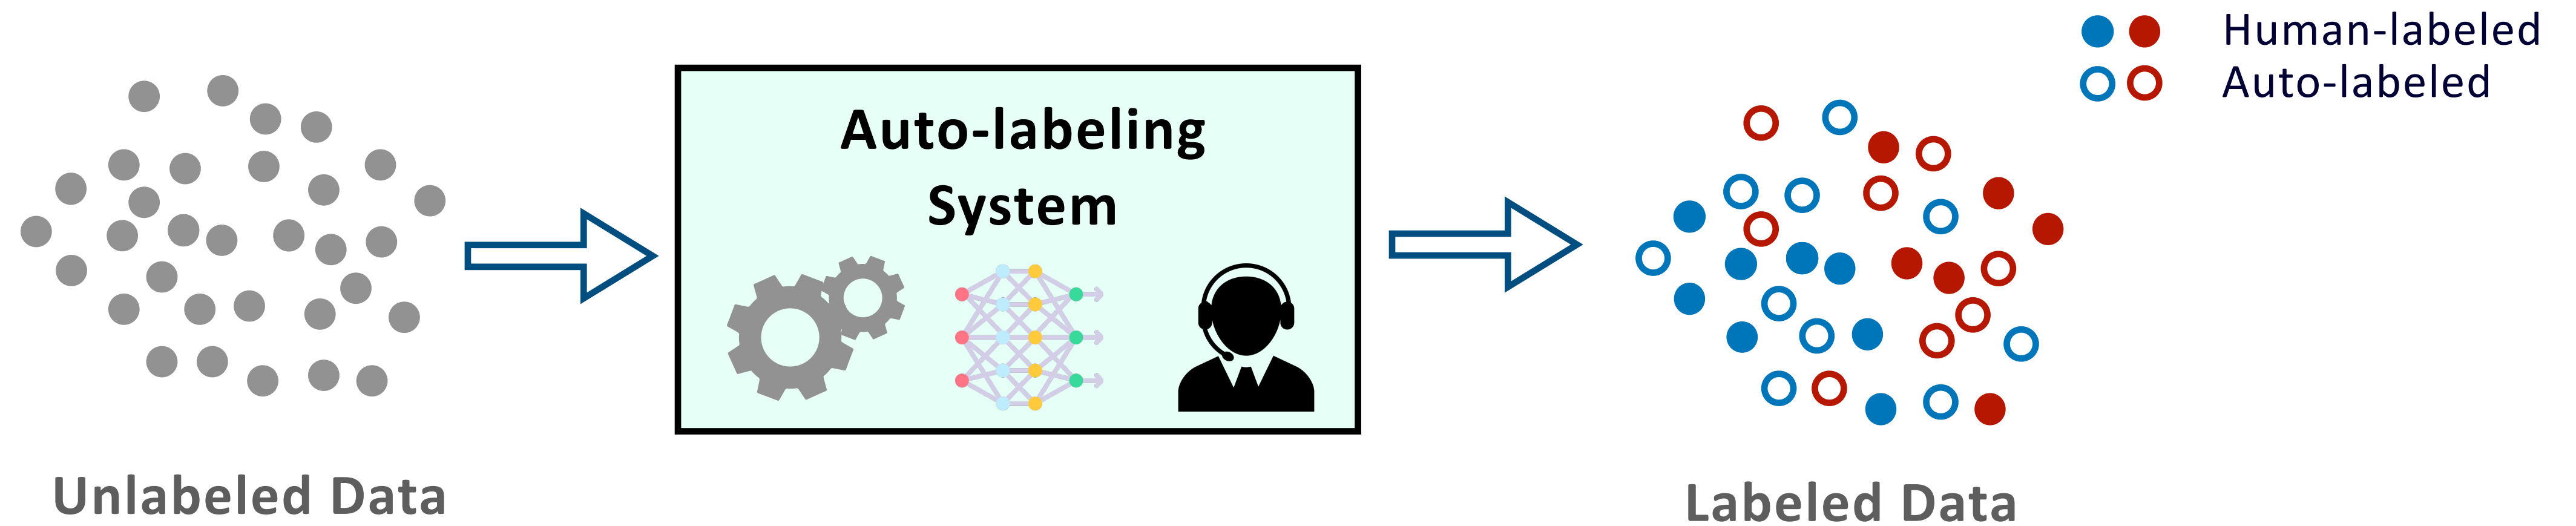 Human-labeled
Auto-labeled
Auto-labeling
System
Unlabeled Data
Labeled Data